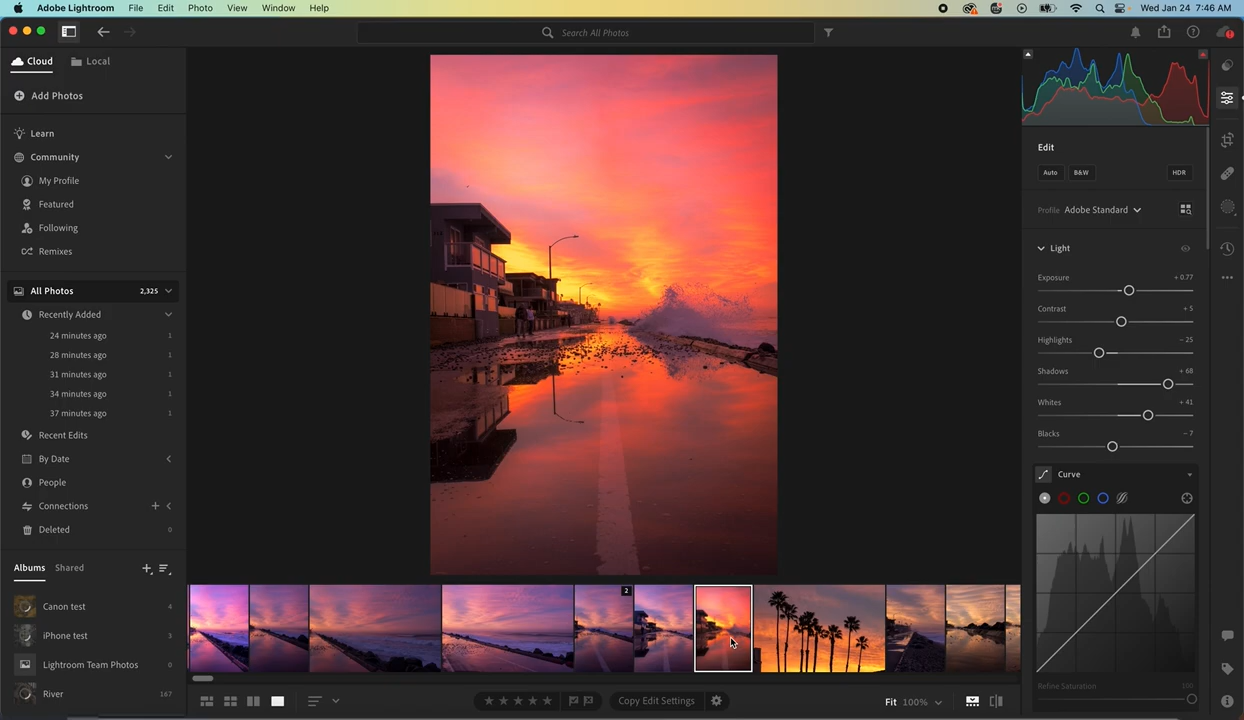 Adobe Lightroom File Edit Photo View Window Help Wed Jan 24 7:46 AM
Search All Photos
Cloud Local
Add Photos
Learn
Community
My Profile
Featured
Following
Remixes
All Photos 2,325
Recently Added
24 minutes ago 1
28 minutes ago 1
31 minutes ago 1
34 minutes ago 1
37 minutes ago 1
Recent Edits
By Date
People
Connections
Deleted 0
Albums Shared
Canon test 4
iPhone test 3
Lightroom Team Photos 0
River 167
2
Copy Edit Settings
Fit 100%
Edit
Auto B&W HDR
Profile Adobe Standard
Light
Exposure + 0.77
Contrast + 5
Highlights − 25
Shadows + 68
Whites + 41
Blacks − 7
Curve
Refine Saturation 100